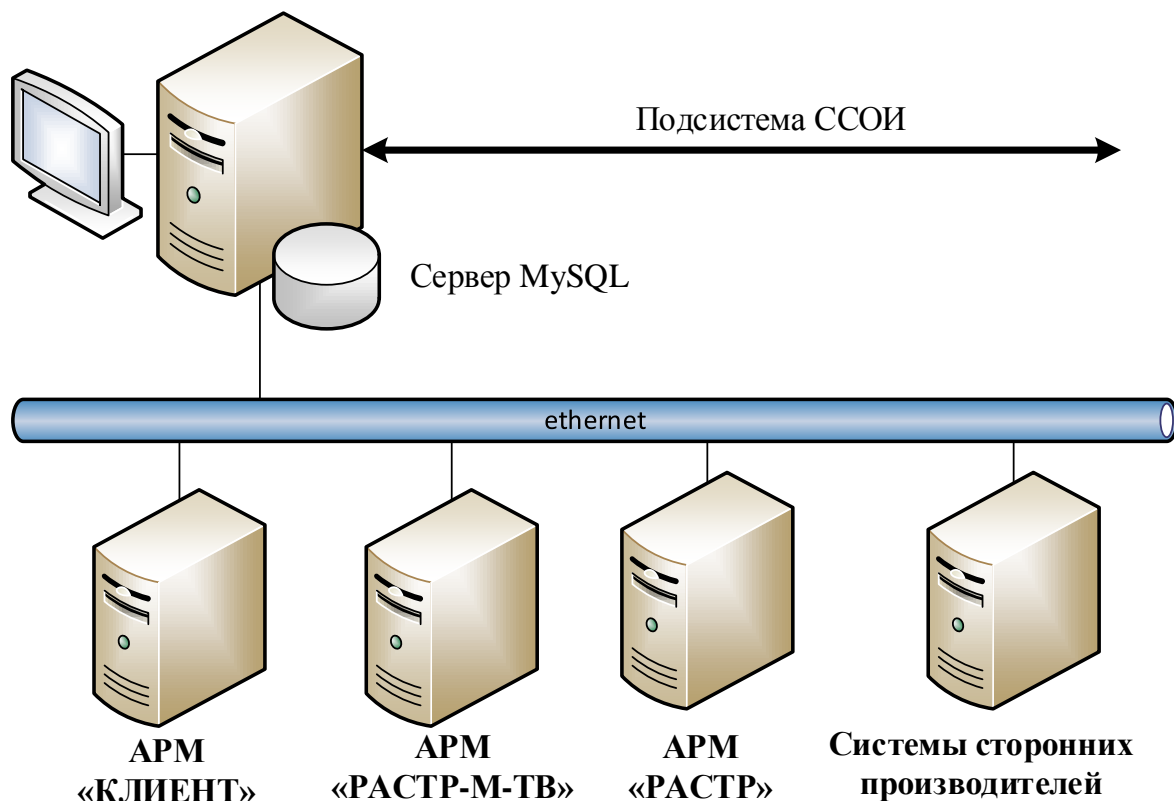 Подсистема ССОИ
Сервер MySQL
ethernet
АРМ
«КЛИЕНТ»
АРМ
«РАСТР-М-ТВ»
АРМ
«РАСТР»
Системы сторонних
производителей